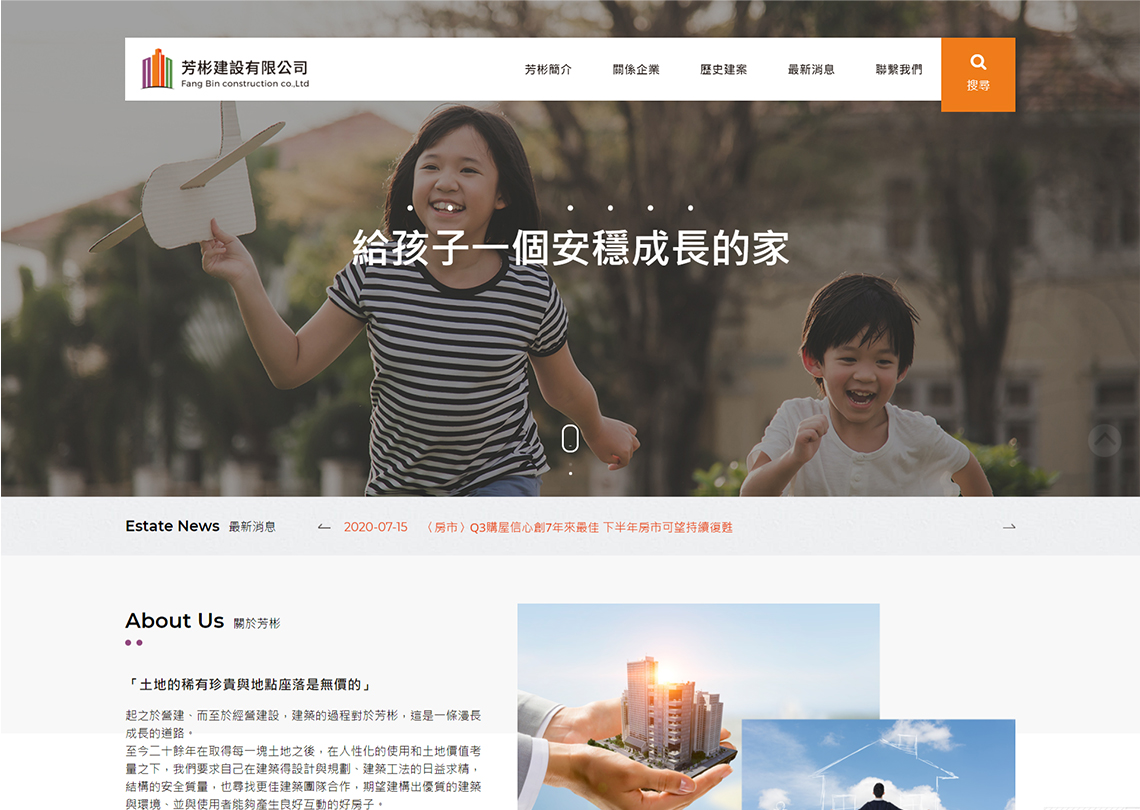 芳彬建設有限公司
Fang Bin construction co.,Ltd
芳彬簡介 關係企業 歷史建案 最新消息 聯繫我們
搜尋
給孩子一個安穩成長的家
Estate News 最新消息 2020-07-15 〈房市〉Q3購屋信心創7年來最佳 下半年房市可望持續復甦
About Us 關於芳彬
「土地的稀有珍貴與地點座落是無價的」
起之於營建、而至於經營建設，建築的過程對於芳彬，這是一條漫長
成長的道路。
至今二十餘年在取得每一塊土地之後，在人性化的使用和土地價值考
量之下，我們要求自己在建築得設計與規劃、建築工法的日益求精，
結構的安全質量，也尋找更佳建築團隊合作，期望建構出優質的建築
與環境、並與使用者能夠產生良好互動的好房子。